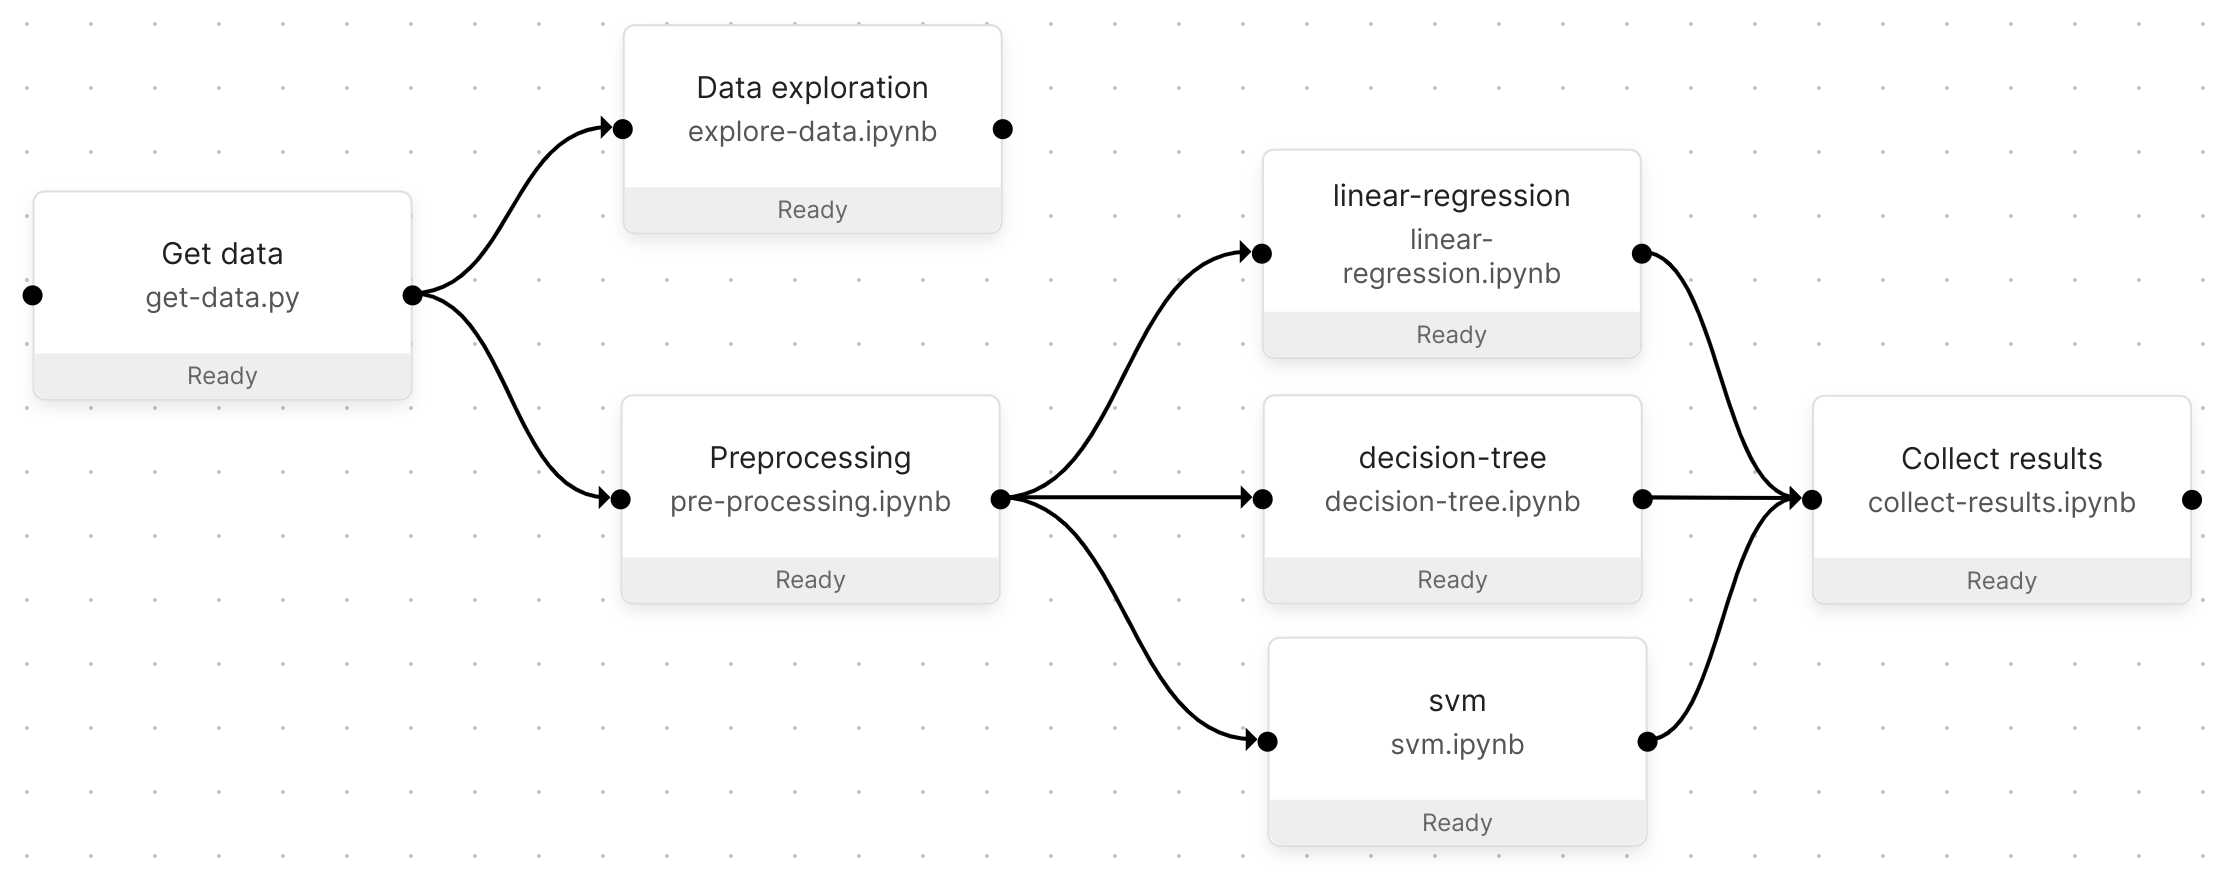 Get data
get-data.py
Ready
Data exploration
explore-data.ipynb
Ready
Preprocessing
pre-processing.ipynb
Ready
linear-regression
linear-
regression.ipynb
Ready
decision-tree
decision-tree.ipynb
Ready
svm
svm.ipynb
Ready
Collect results
collect-results.ipynb
Ready